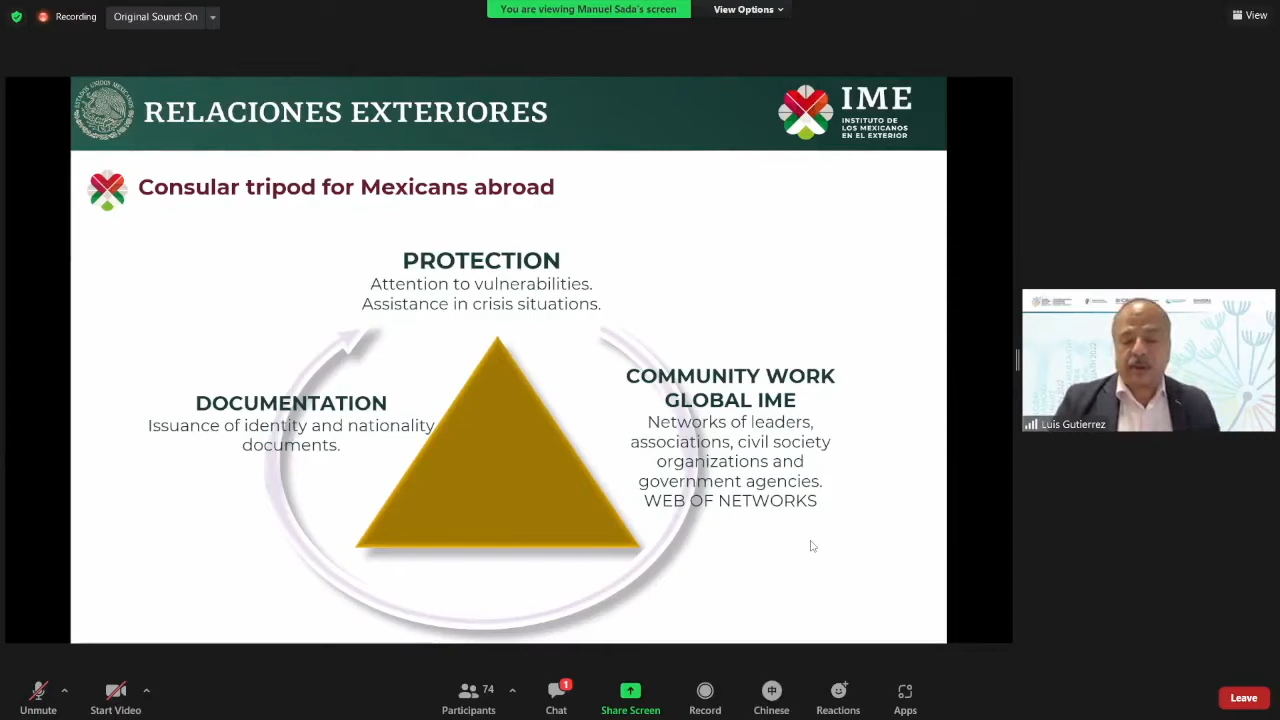 Recording
Original Sound: On
You are viewing Manuel Sada's screen
View Options
View
ESTADOS UNIDOS MEXICANOS
RELACIONES EXTERIORES
IME
INSTITUTO DE
LOS MEXICANOS
EN EL EXTERIOR
Consular tripod for Mexicans abroad
PROTECTION
Attention to vulnerabilities.
Assistance in crisis situations.
DOCUMENTATION
Issuance of identity and nationality
documents.
COMMUNITY WORK
GLOBAL IME
Networks of leaders,
associations, civil society
organizations and
government agencies.
WEB OF NETWORKS
Luis Gutierrez
Unmute
Start Video
74
Participants
1
Chat
Share Screen
Record
中
Chinese
Reactions
Apps
Leave